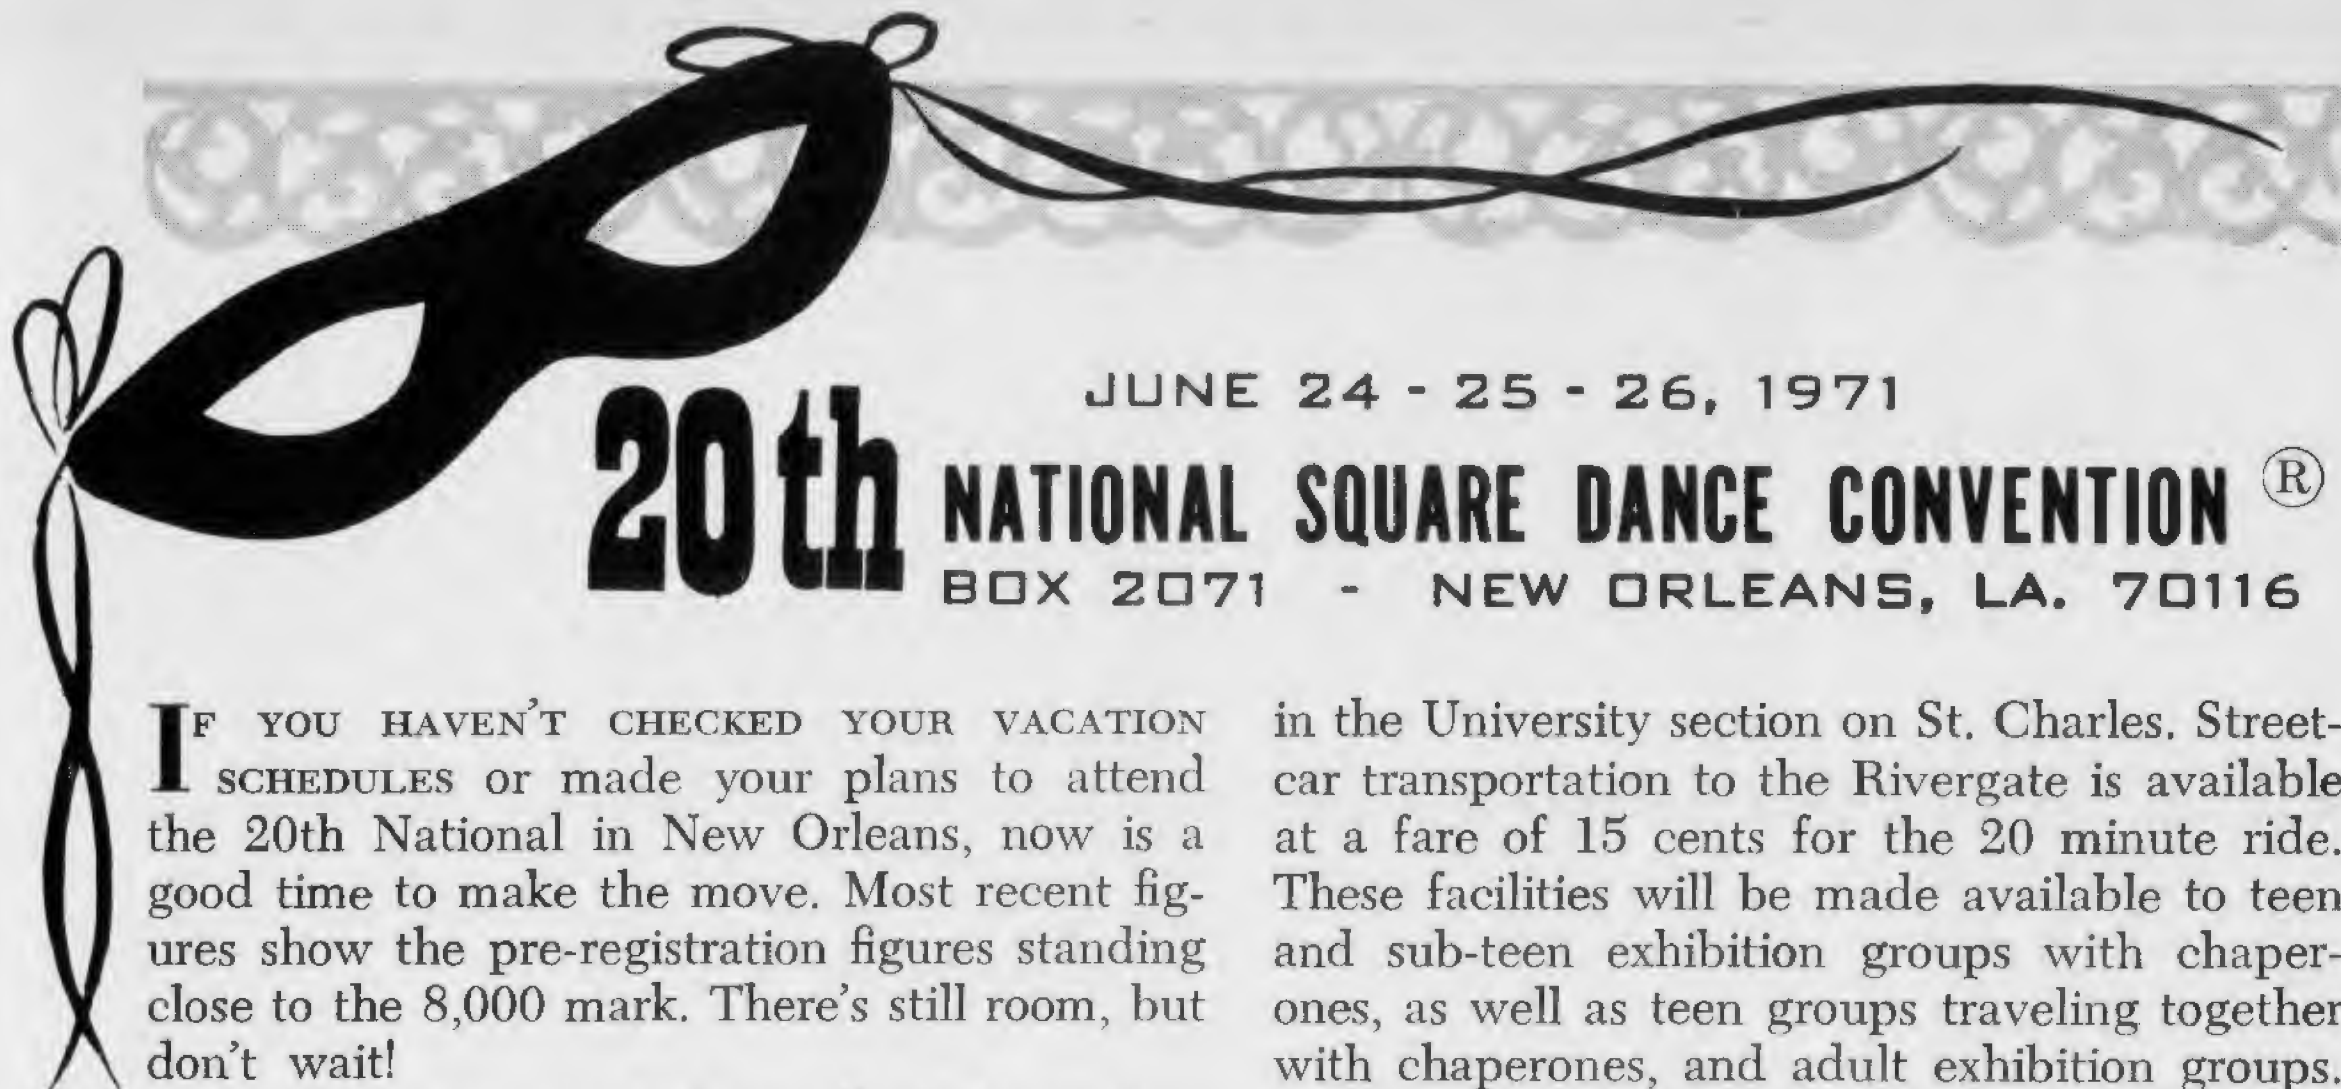 JUNE 24 - 25 - 26, 1971
20th NATIONAL SQUARE DANCE CONVENTION ®
BOX 2071 - NEW ORLEANS, LA. 70116
IF YOU HAVEN'T CHECKED YOUR VACATION
SCHEDULES or made your plans to attend
the 20th National in New Orleans, now is a
good time to make the move. Most recent fig-
ures show the pre-registration figures standing
close to the 8,000 mark. There's still room, but
don't wait!
in the University section on St. Charles. Street-
car transportation to the Rivergate is available
at a fare of 15 cents for the 20 minute ride.
These facilities will be made available to teen
and sub-teen exhibition groups with chaper-
ones, as well as teen groups traveling together
with chaperones, and adult exhibition groups.